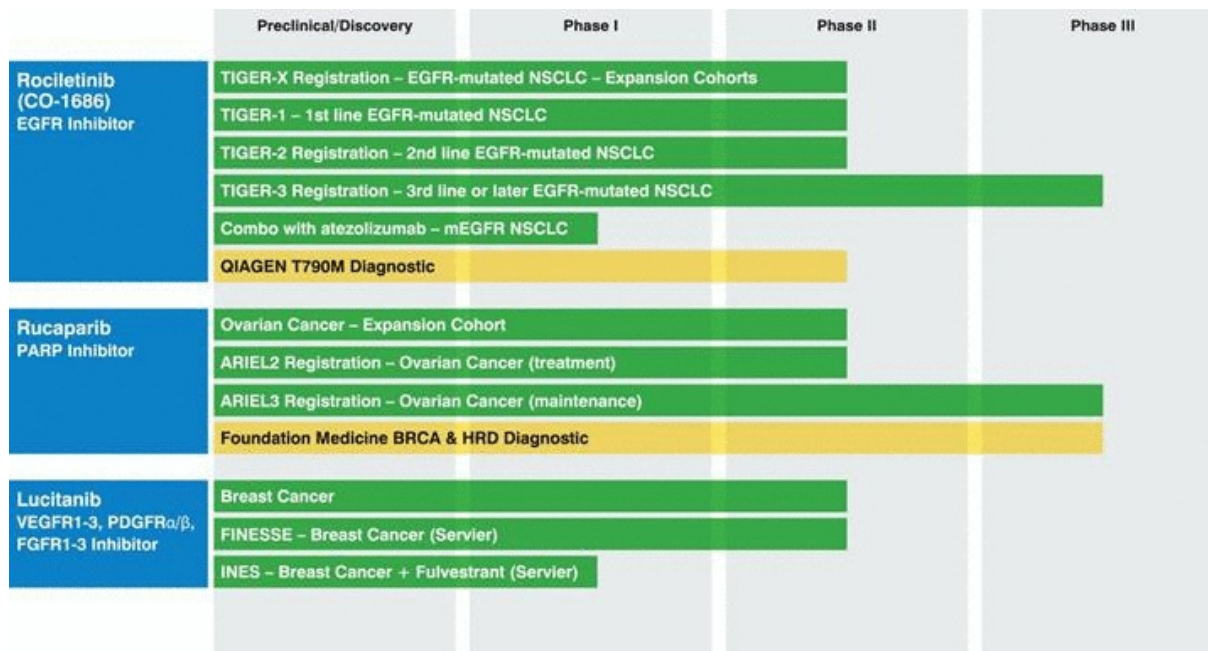 Preclinical/Discovery
Phase I
Phase II
Phase III
Rociletinib
(CO-1686)
EGFR Inhibitor
TIGER-X Registration – EGFR-mutated NSCLC – Expansion Cohorts
TIGER-1 – 1st line EGFR-mutated NSCLC
TIGER-2 Registration – 2nd line EGFR-mutated NSCLC
TIGER-3 Registration – 3rd line or later EGFR-mutated NSCLC
Combo with atezolizumab – mEGFR NSCLC
QIAGEN T790M Diagnostic
Rucaparib
PARP Inhibitor
Ovarian Cancer – Expansion Cohort
ARIEL2 Registration – Ovarian Cancer (treatment)
ARIEL3 Registration – Ovarian Cancer (maintenance)
Foundation Medicine BRCA & HRD Diagnostic
Lucitanib
VEGFR1-3, PDGFRα/β,
FGFR1-3 Inhibitor
Breast Cancer
FINESSE – Breast Cancer (Servier)
INES – Breast Cancer + Fulvestrant (Servier)